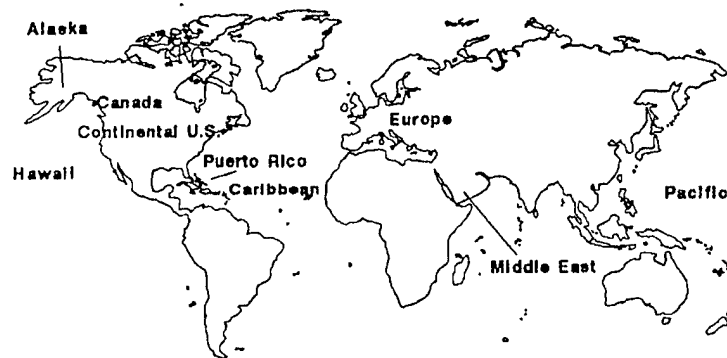 Alaska
Canada
Continental U.S.
Europe
Hawaii
Puerto Rico
Caribbean
Pacific
Middle East